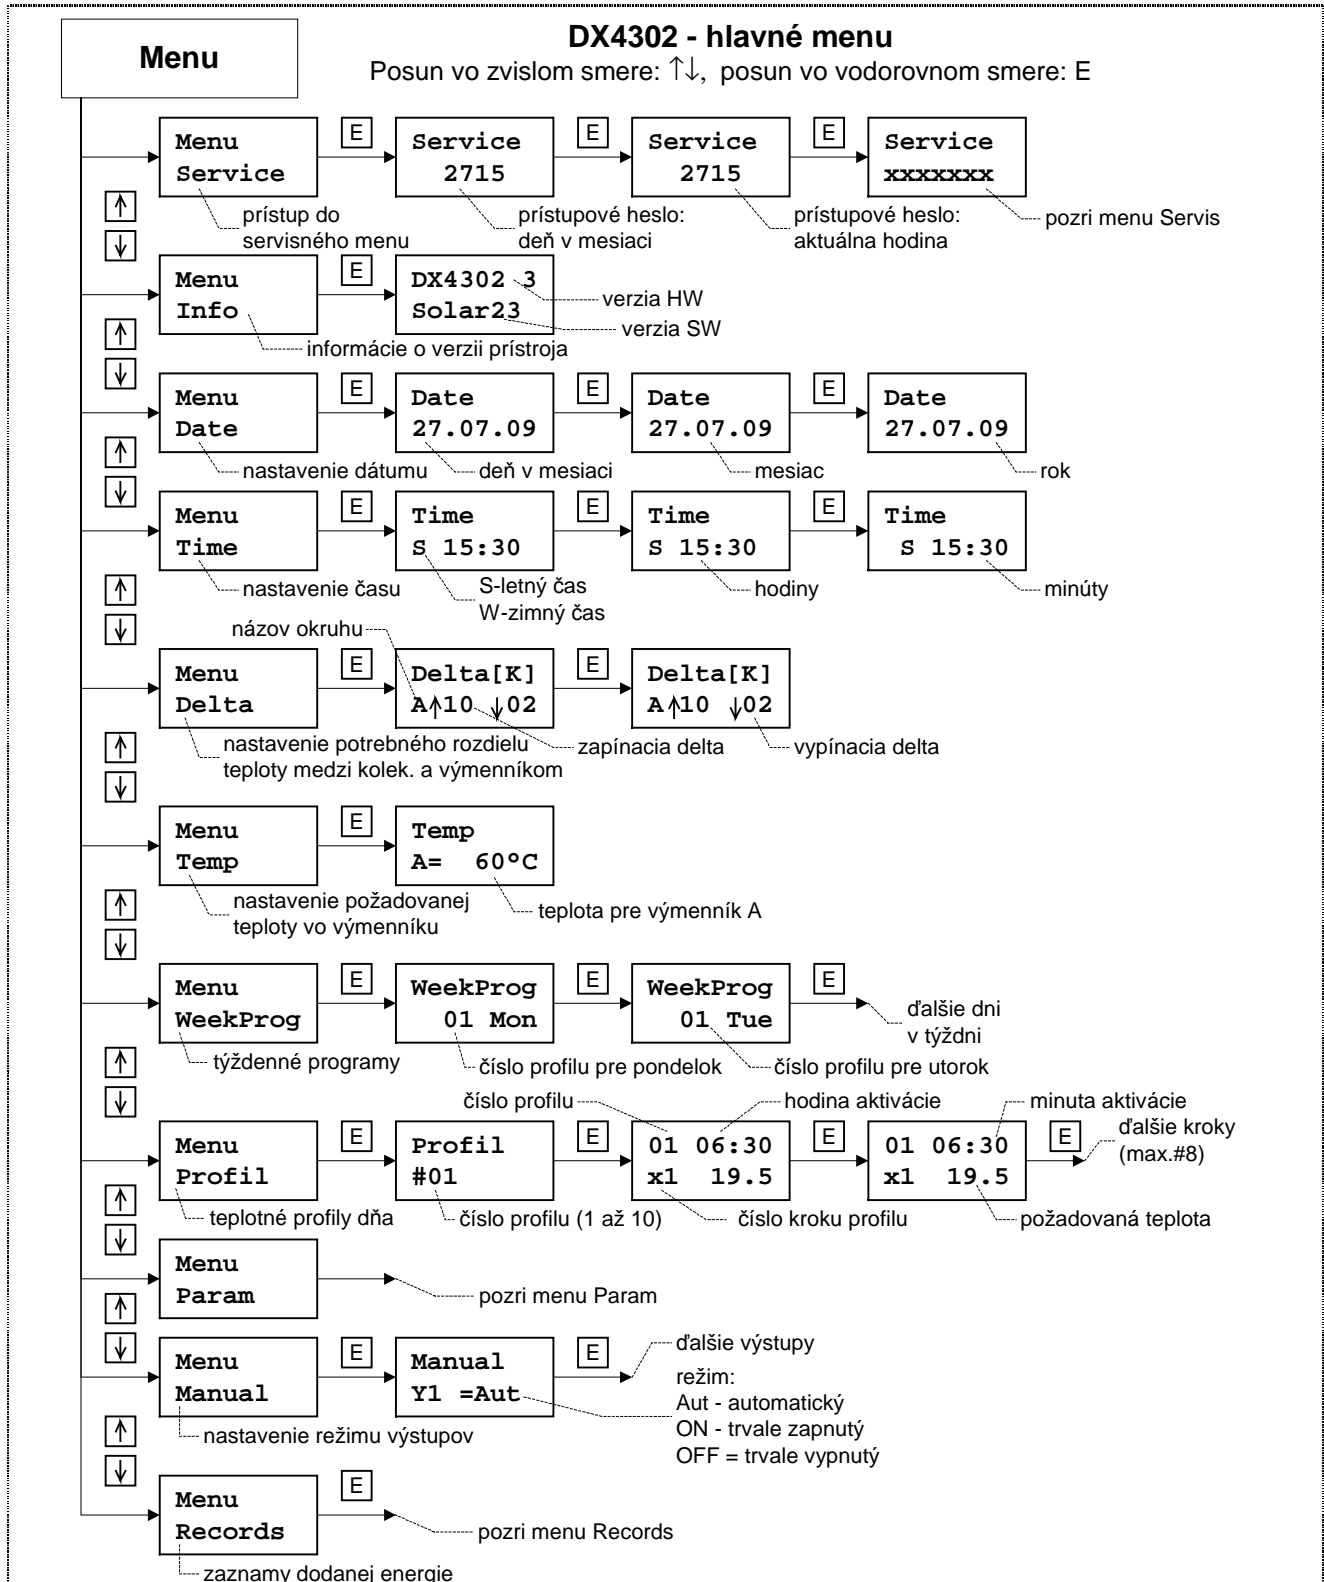 Menu
DX4302 - hlavné menu
Posun vo zvislom smere: ↑↓, posun vo vodorovnom smere: E
Menu
Service
E
Service
2715
E
Service
2715
E
Service
xxxxxxx
↑
↓
prístup do
servisného menu
prístupové heslo:
deň v mesiaci
prístupové heslo:
aktuálna hodina
pozri menu Servis
Menu
Info
E
DX4302 3
Solar23
verzia HW
verzia SW
informácie o verzii prístroja
↑
↓
Menu
Date
E
Date
27.07.09
E
Date
27.07.09
E
Date
27.07.09
nastavenie dátumu
deň v mesiaci
mesiac
rok
↑
↓
Menu
Time
E
Time
S 15:30
E
Time
S 15:30
E
Time
S 15:30
nastavenie času
S-letný čas
W-zimný čas
hodiny
minúty
↑
↓
názov okruhu
Menu
Delta
E
Delta[K]
A↑10 ↓02
E
Delta[K]
A↑10 ↓02
nastavenie potrebného rozdielu
teploty medzi kolek. a výmenníkom
zapínacia delta
vypínacia delta
↑
↓
Menu
Temp
E
Temp
A= 60°C
nastavenie požadovanej
teploty vo výmenníku
teplota pre výmenník A
↑
↓
Menu
WeekProg
E
WeekProg
01 Mon
E
WeekProg
01 Tue
E
ďalšie dni
v týždni
týždenné programy
číslo profilu pre pondelok
číslo profilu pre utorok
↑
↓
číslo profilu
hodina aktivácie
minuta aktivácie
Menu
Profil
E
Profil
#01
E
01 06:30
x1 19.5
E
01 06:30
x1 19.5
E
ďalšie kroky
(max.#8)
teplotné profily dňa
číslo profilu (1 až 10)
číslo kroku profilu
požadovaná teplota
↑
↓
Menu
Param
pozri menu Param
↑
↓
Menu
Manual
E
Manual
Y1 =Aut
E
ďalšie výstupy
režim:
Aut - automatický
ON - trvale zapnutý
OFF = trvale vypnutý
nastavenie režimu výstupov
↑
↓
Menu
Records
E
pozri menu Records
zaznamy dodanej energie